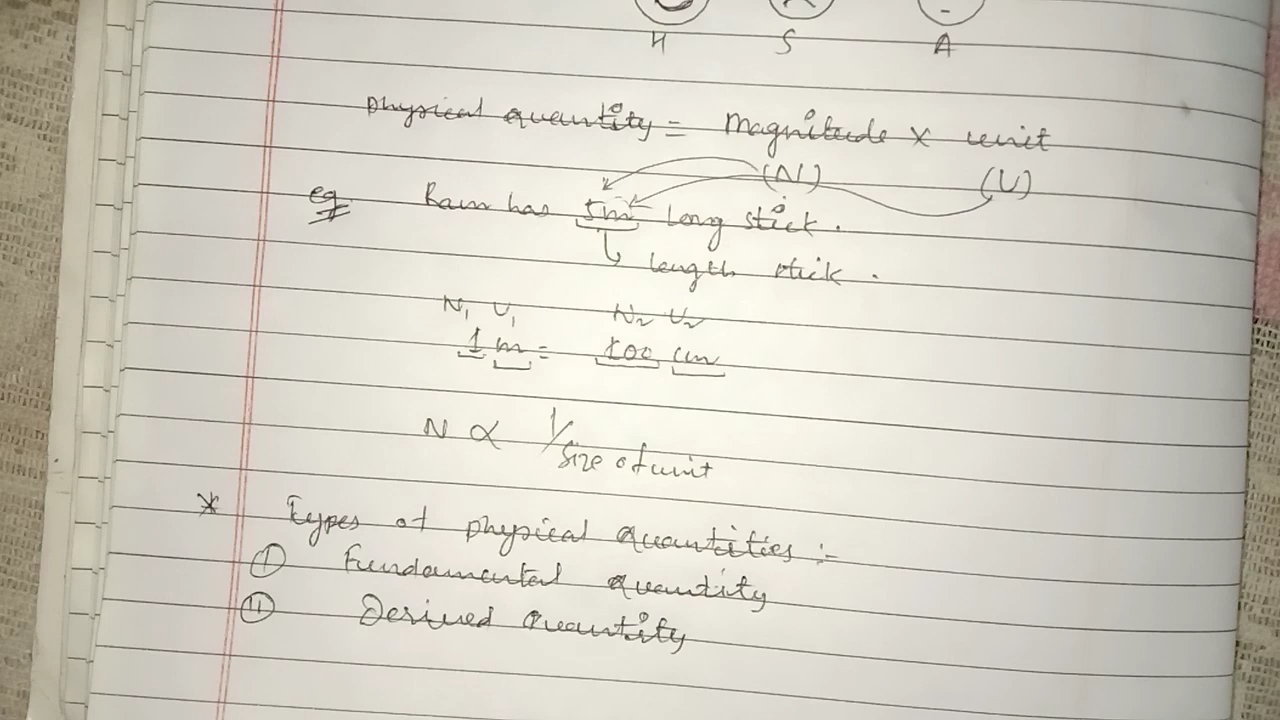 H S A
Physical quantity = Magnitude × unit
(N) (U)
eg Ram has 5m long stick.
length stick.
N₁ U₁ N₂ U₂
1 m = 100 cm
N ∝ 1/size of unit
* Types of physical quantities :-
I Fundamental quantity
II Derived quantity